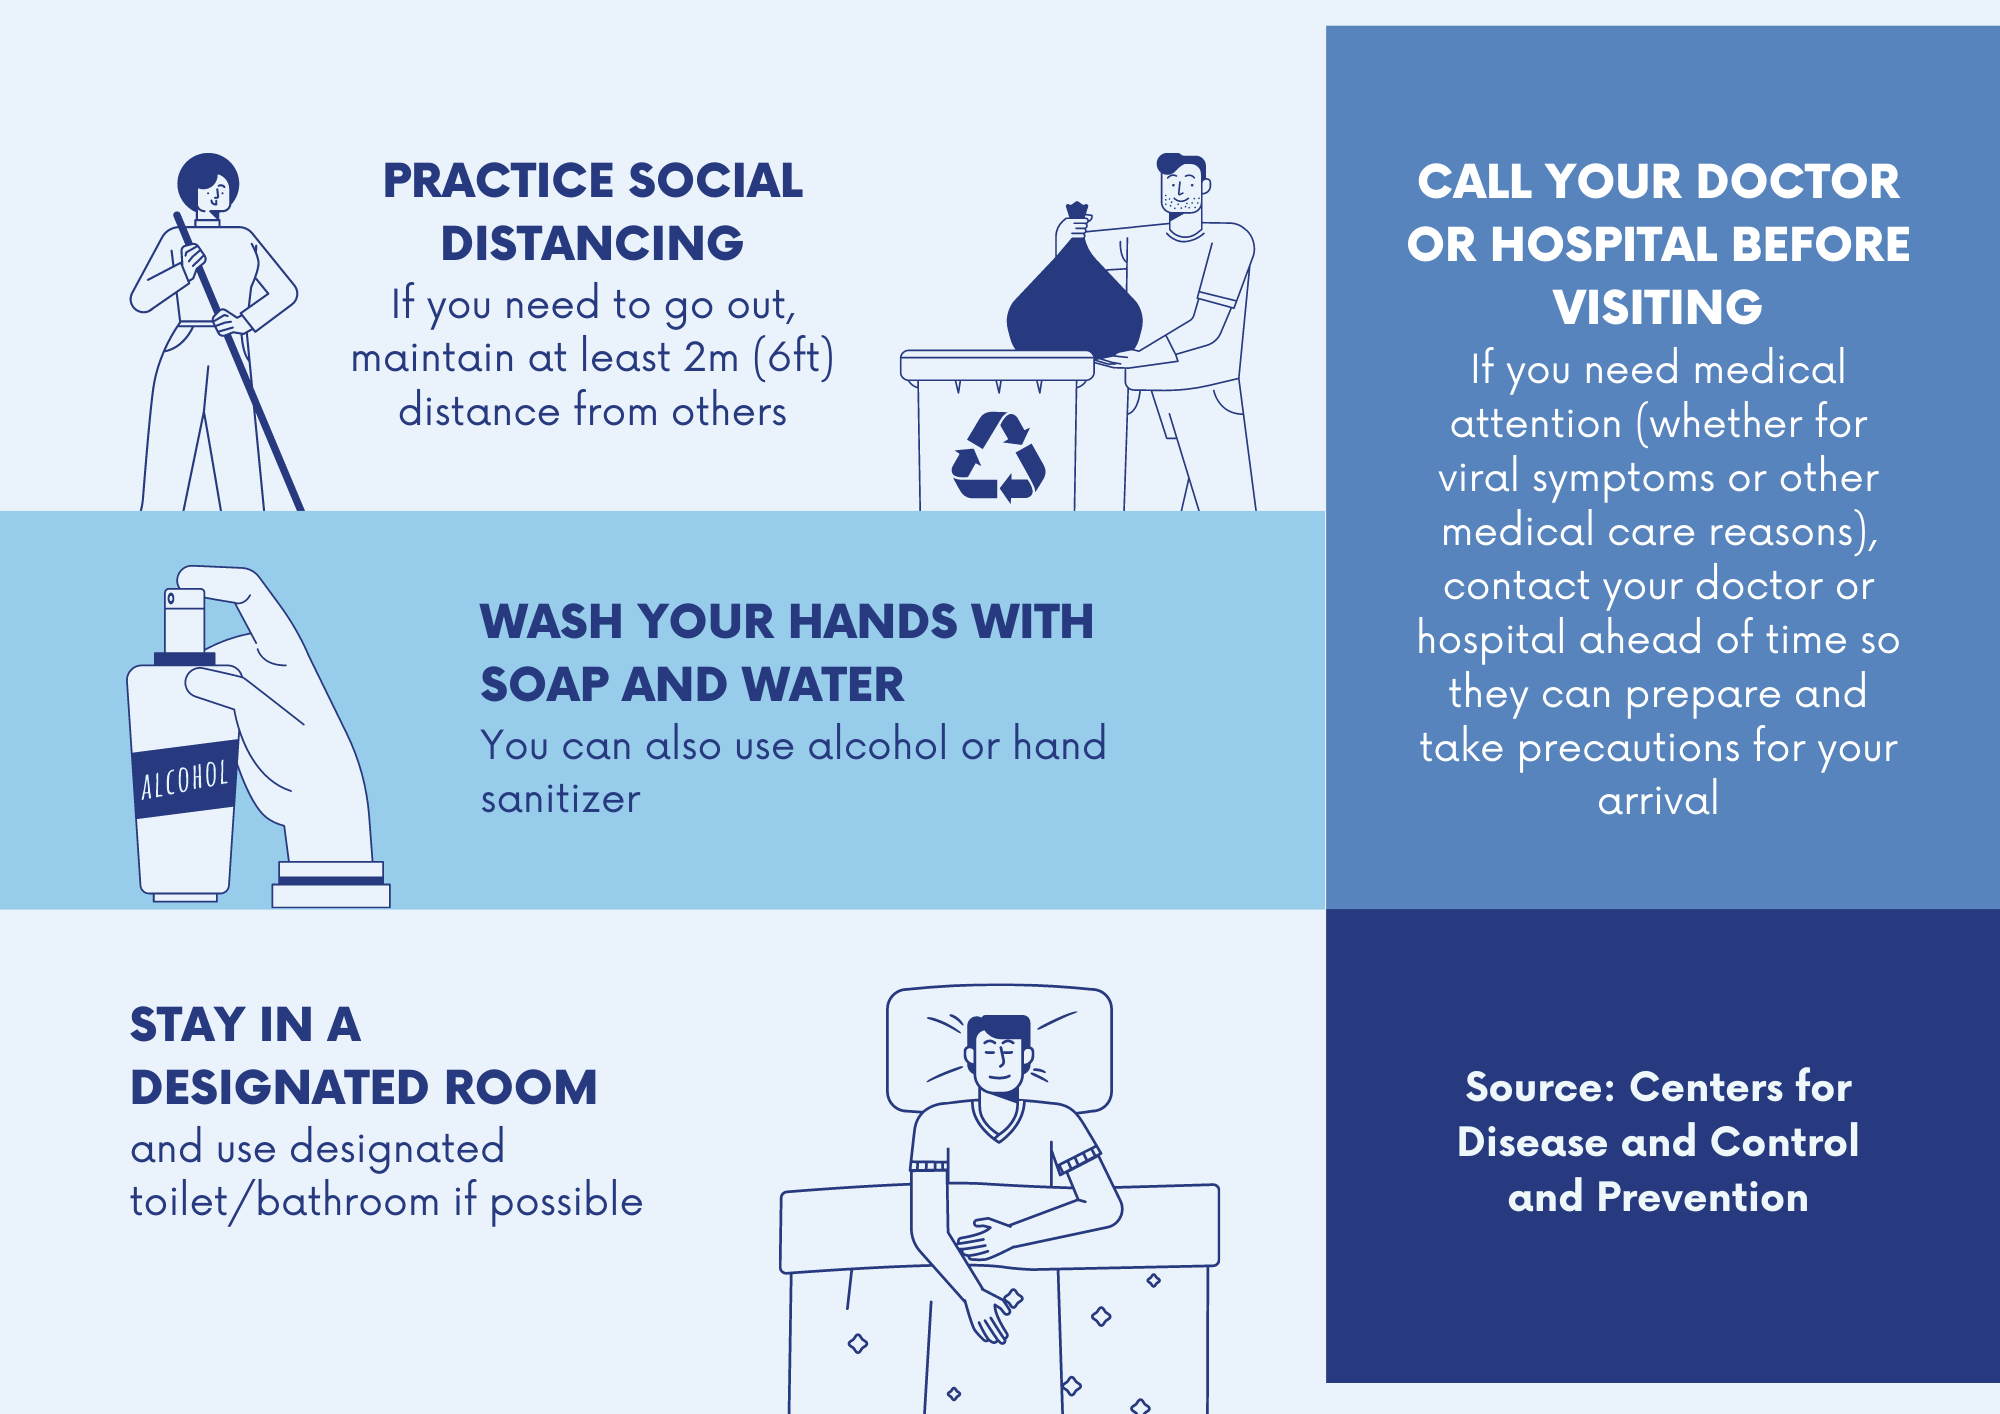 PRACTICE SOCIAL
DISTANCING
If you need to go out,
maintain at least 2m (6ft)
distance from others
WASH YOUR HANDS WITH
SOAP AND WATER
You can also use alcohol or hand
sanitizer
ALCOHOL
STAY IN A
DESIGNATED ROOM
and use designated
toilet/bathroom if possible
CALL YOUR DOCTOR
OR HOSPITAL BEFORE
VISITING
If you need medical
attention (whether for
viral symptoms or other
medical care reasons),
contact your doctor or
hospital ahead of time so
they can prepare and
take precautions for your
arrival
Source: Centers for
Disease and Control
and Prevention